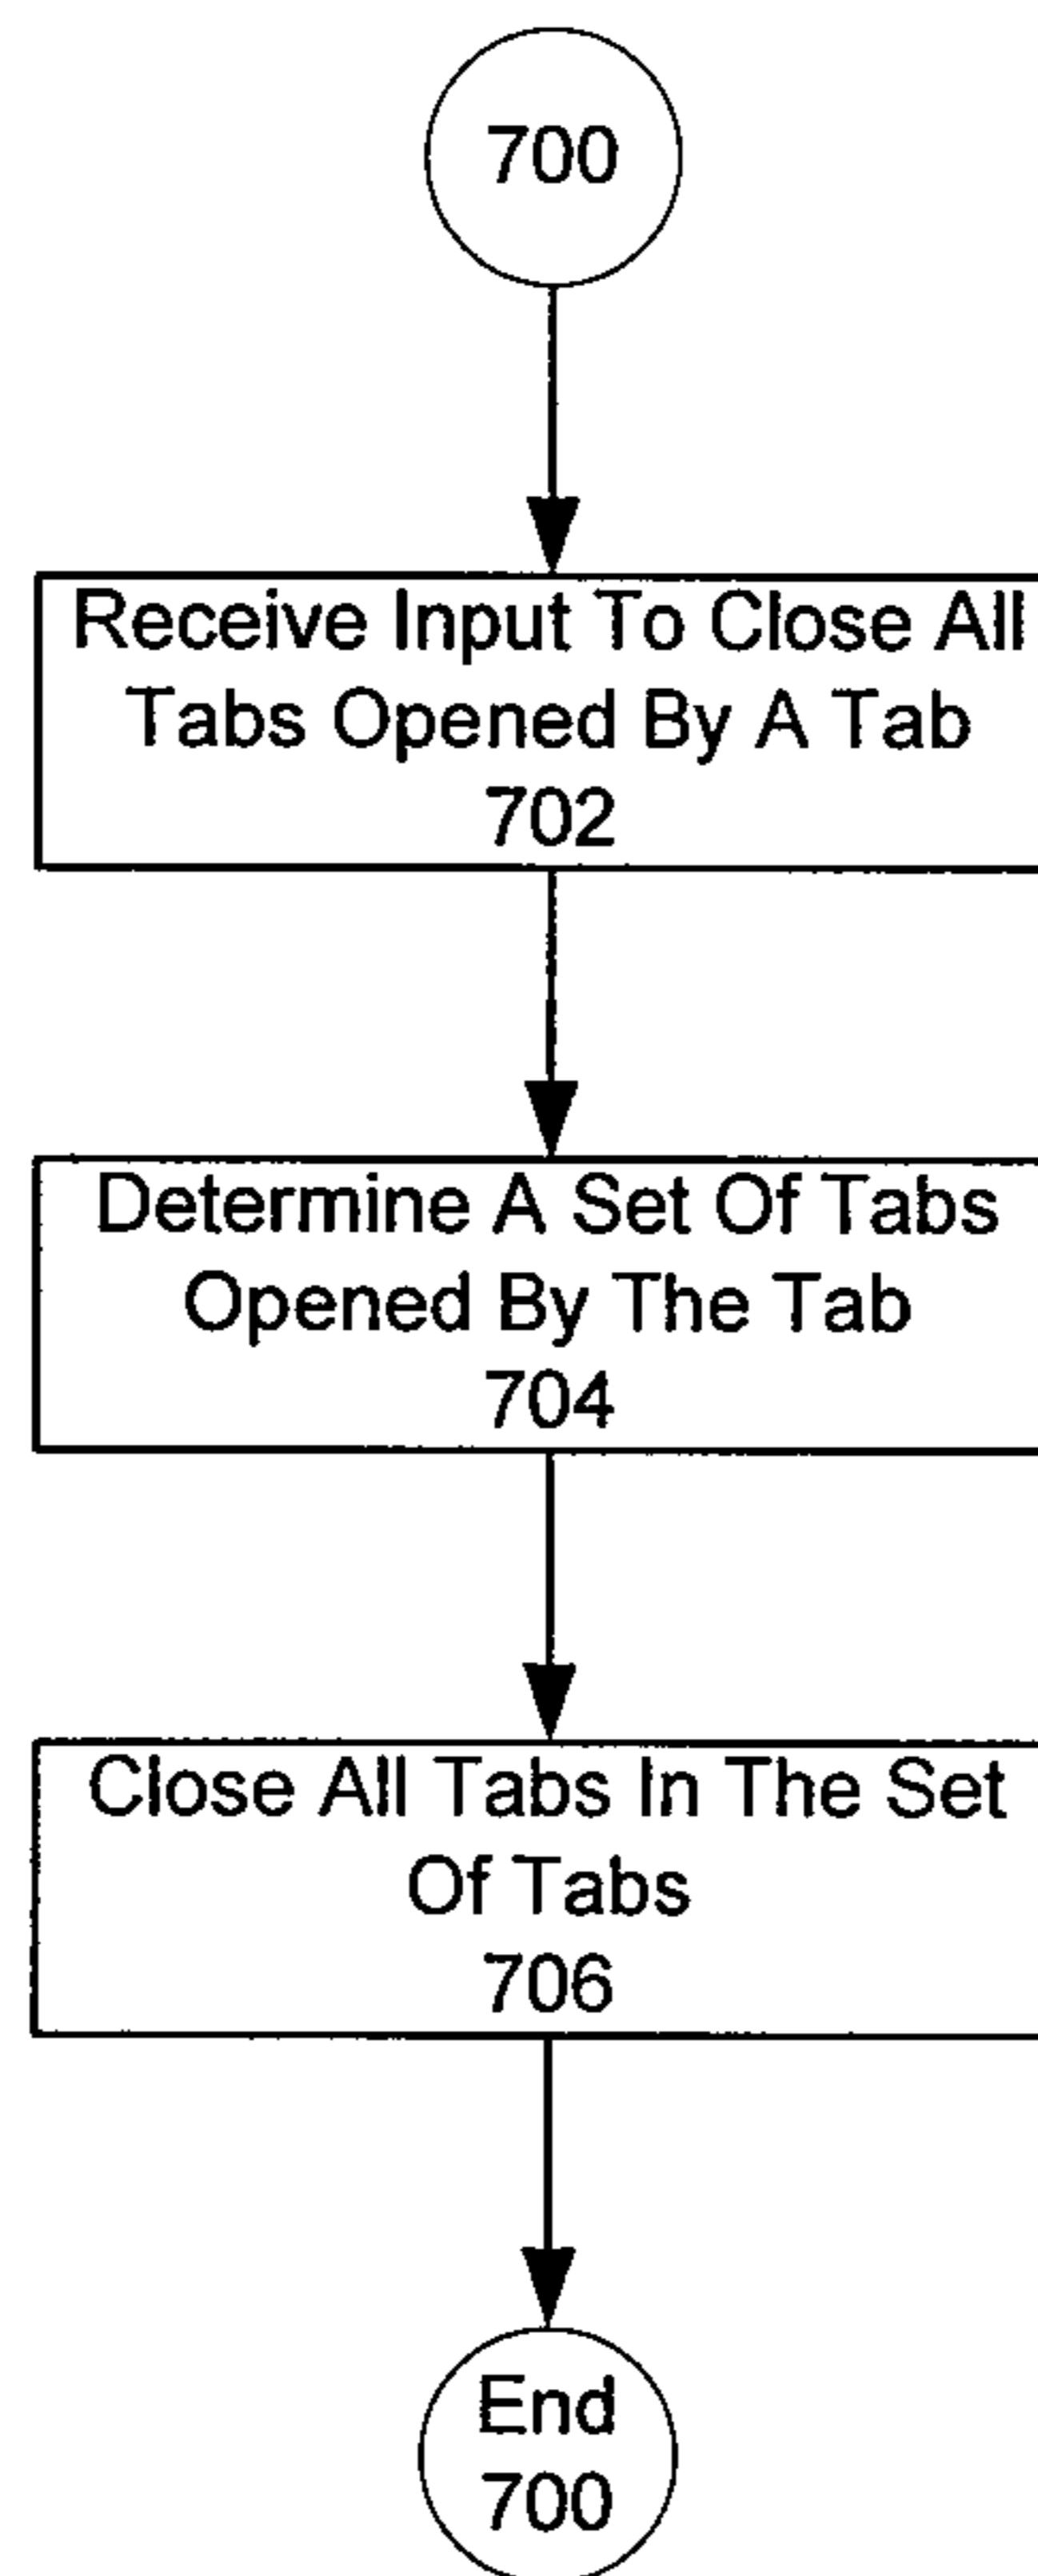 700
Receive Input To Close All
Tabs Opened By A Tab
702
Determine A Set Of Tabs
Opened By The Tab
704
Close All Tabs In The Set
Of Tabs
706
End
700